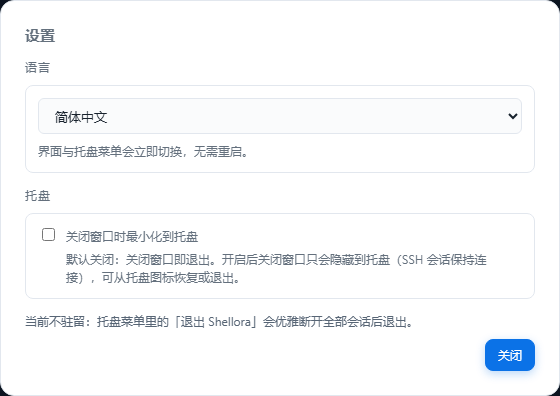 设置
语言
简体中文
界面与托盘菜单会立即切换，无需重启。
托盘
关闭窗口时最小化到托盘
默认关闭：关闭窗口即退出。开启后关闭窗口只会隐藏到托盘（SSH 会话保持连
接），可从托盘图标恢复或退出。
当前不驻留：托盘菜单里的「退出 Shellora」会优雅断开全部会话后退出。
关闭